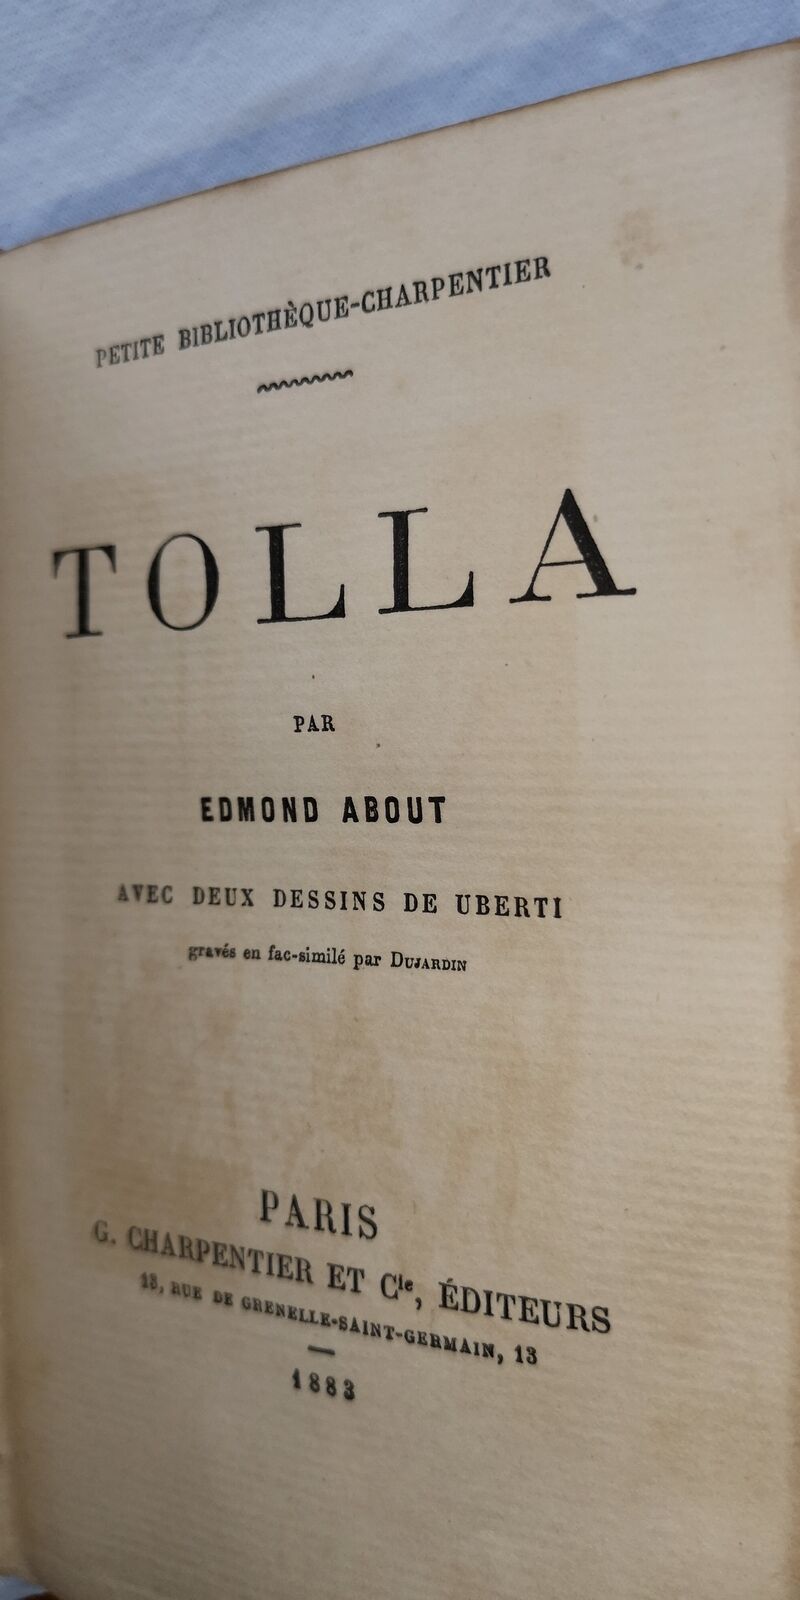 PETITE BIBLIOTHÈQUE-CHARPENTIER
TOLLA
PAR
EDMOND ABOUT
AVEC DEUX DESSINS DE UBERTI
gravés en fac-similé par DUJARDIN
PARIS
G. CHARPENTIER ET Cie, ÉDITEURS
13, RUE DE GRENELLE-SAINT-GERMAIN, 13
1883